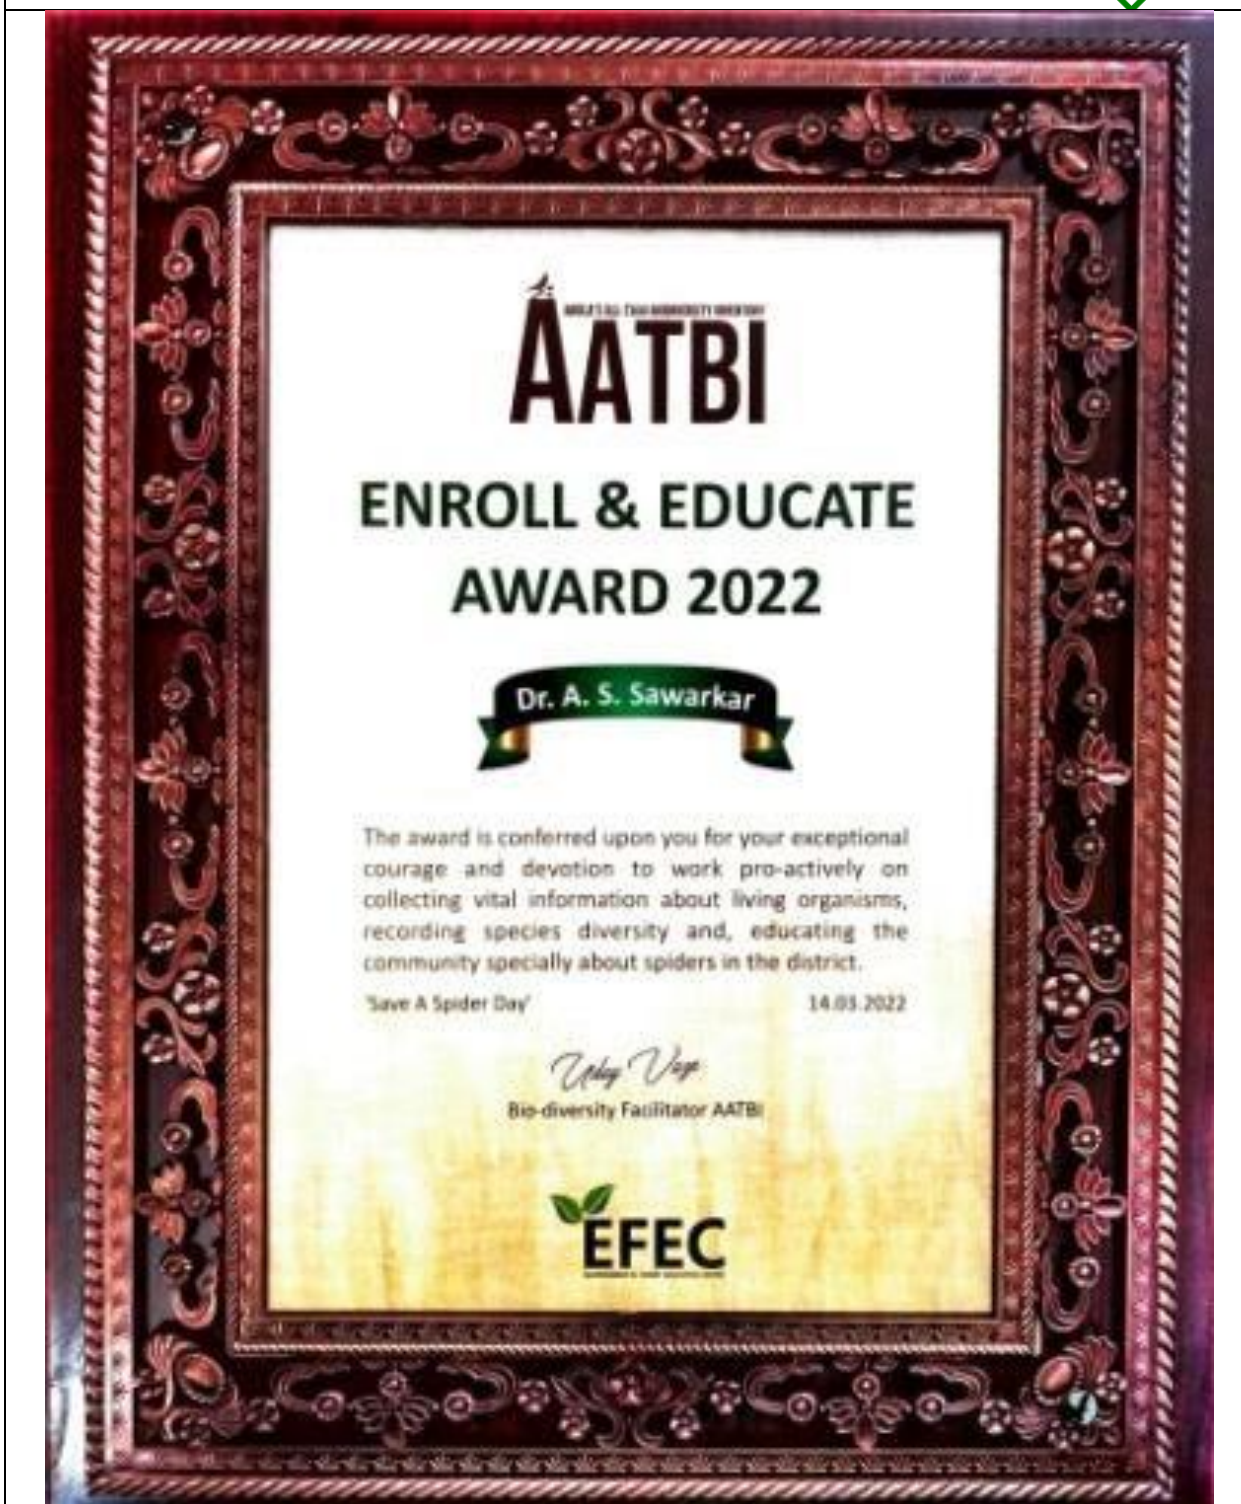 AATBI
ENROLL & EDUCATE
AWARD 2022
Dr. A. S. Sawarkar
The award is conferred upon you for your exceptional
courage and devotion to work pro-actively on
collecting vital information about living organisms,
recording species diversity and, educating the
community specially about spiders in the district.
'Save A Spider Day' 14.03.2022
Uday
Bio-diversity Facilitator AATBI
EFEC